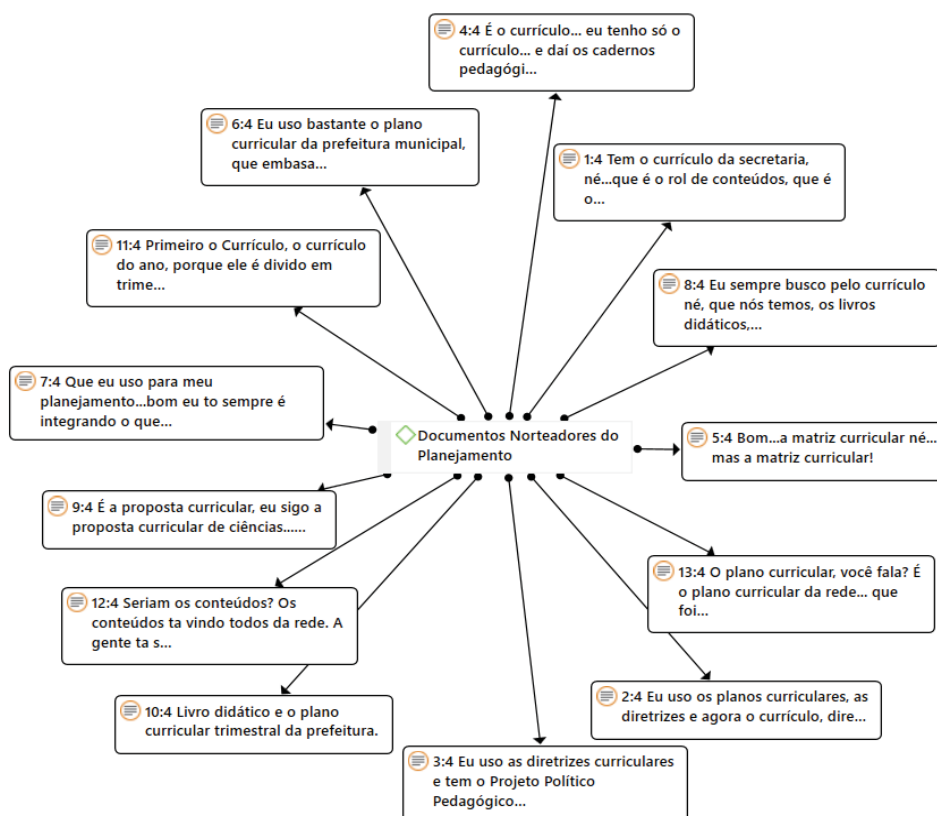 4:4 É o currículo... eu tenho só o
currículo... e daí os cadernos
pedagógi...
6:4 Eu uso bastante o plano
curricular da prefeitura municipal,
que embasa...
1:4 Tem o currículo da secretaria,
né...que é o rol de conteúdos, que é
o...
11:4 Primeiro o Currículo, o currículo
do ano, porque ele é divido em
trime...
8:4 Eu sempre busco pelo currículo
né, que nós temos, os livros
didáticos,...
7:4 Que eu uso para meu
planejamento...bom eu to sempre é
integrando o que...
Documentos Norteadores do
Planejamento
5:4 Bom...a matriz curricular né...
mas a matriz curricular!
9:4 É a proposta curricular, eu sigo a
proposta curricular de ciências......
13:4 O plano curricular, você fala? É
o plano curricular da rede... que
foi...
12:4 Seriam os conteúdos? Os
conteúdos ta vindo todos da rede. A
gente ta s...
2:4 Eu uso os planos curriculares, as
diretrizes e agora o currículo, dire...
10:4 Livro didático e o plano
curricular trimestral da prefeitura.
3:4 Eu uso as diretrizes curriculares
e tem o Projeto Político
Pedagógico...